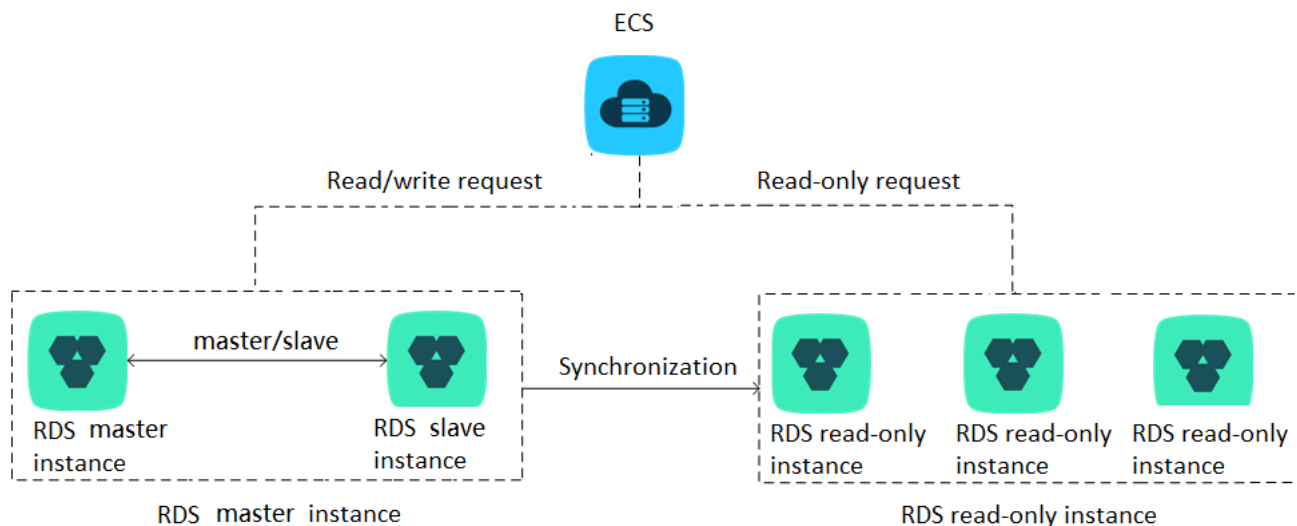 ECS
Read/write request
Read-only request
master/slave
Synchronization
RDS master
instance
RDS slave
instance
RDS read-only
instance
RDS read-only
instance
RDS read-only
instance
RDS master instance
RDS read-only instance